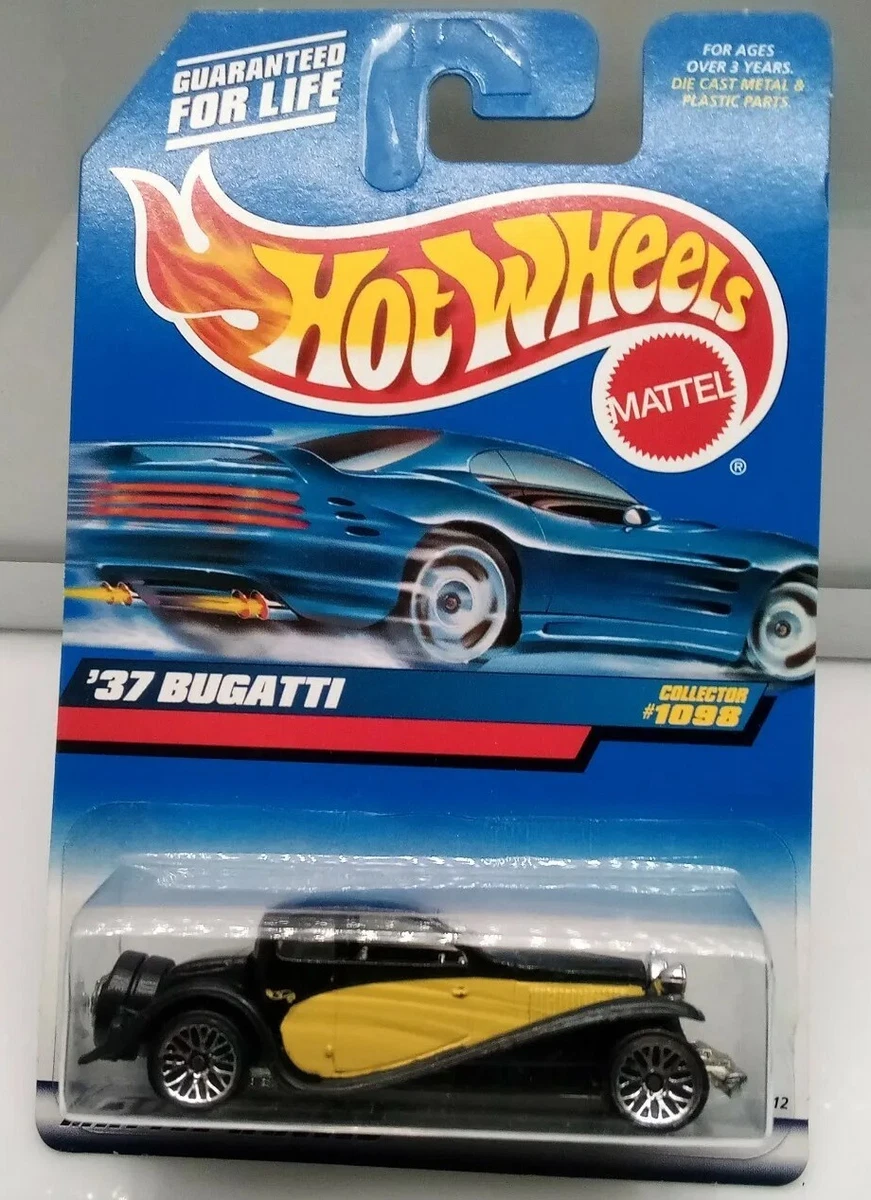 GUARANTEED
FOR LIFE
FOR AGES
OVER 3 YEARS.
DIE CAST METAL &
PLASTIC PARTS.
HOT WHEELS
MATTEL
®
'37 BUGATTI
COLLECTOR
#1098
12